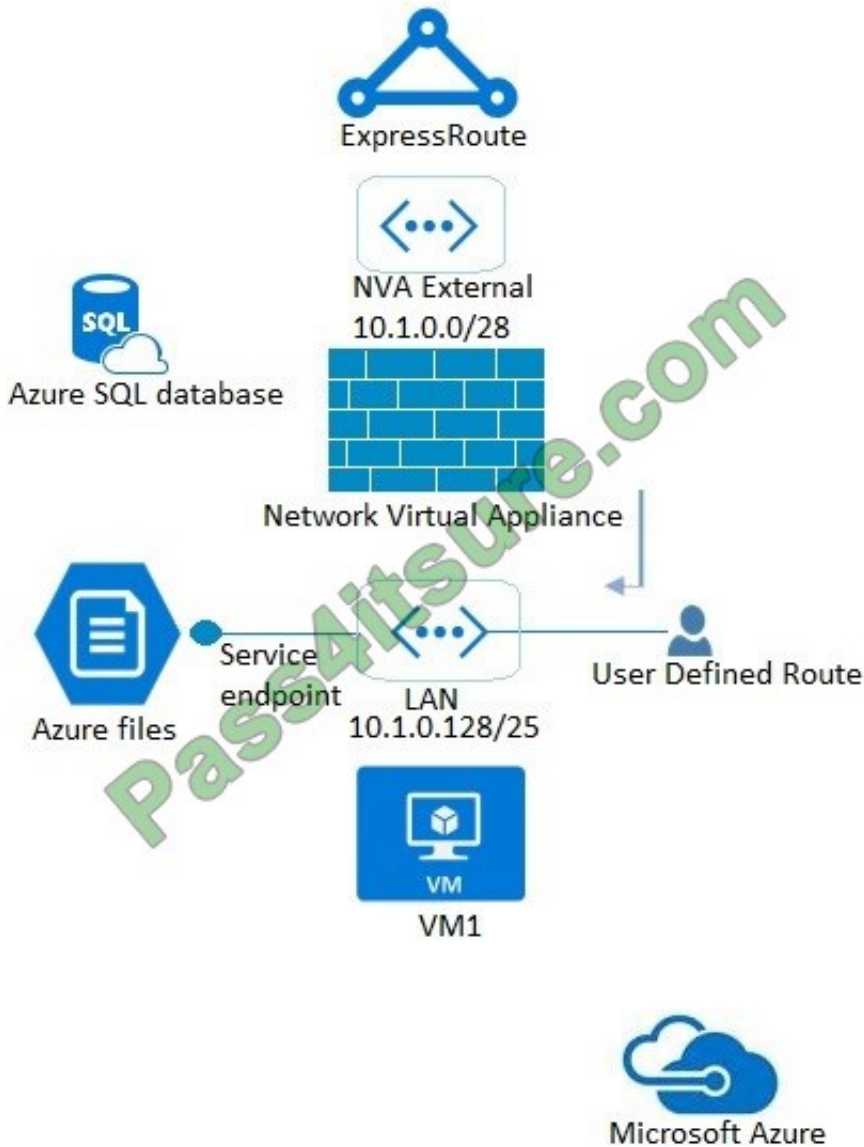 ExpressRoute
NVA External
10.1.0.0/28
SQL
Azure SQL database
Network Virtual Appliance
Service
endpoint
User Defined Route
Azure files
LAN
10.1.0.128/25
VM
VM1
Microsoft Azure
Pass4itsure.com